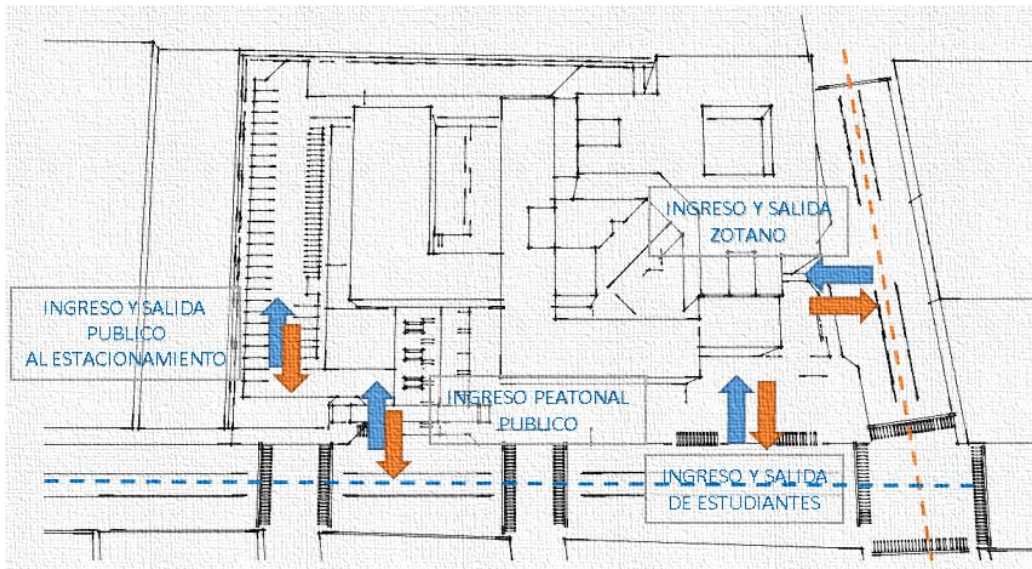 INGRESO Y SALIDA
ZOTANO
INGRESO Y SALIDA
PUBLICO
AL ESTACIONAMIENTO
INGRESO PEATONAL
PUBLICO
INGRESO Y SALIDA
DE ESTUDIANTES